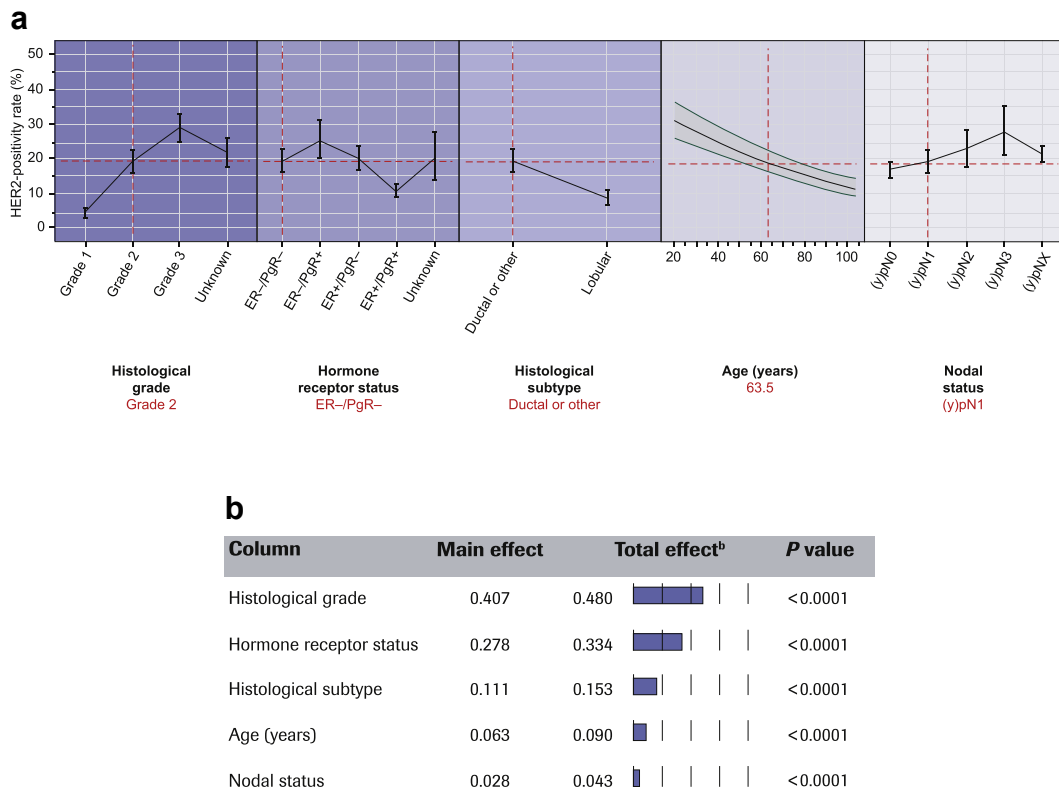 a
HER2-positivity rate (%)
50
40
30
20
10
0
Grade 1
Grade 2
Grade 3
Unknown
ER–/PgR–
ER–/PgR+
ER+/PgR–
ER+/PgR+
Unknown
Ductal or other
Lobular
20 40 60 80 100
(y)pN0
(y)pN1
(y)pN2
(y)pN3
(y)pNX
Histological
grade
Grade 2
Hormone
receptor status
ER–/PgR–
Histological
subtype
Ductal or other
Age (years)
63.5
Nodal
status
(y)pN1
b
Column Main effect Total effectᵇ P value
Histological grade 0.407 0.480 <0.0001
Hormone receptor status 0.278 0.334 <0.0001
Histological subtype 0.111 0.153 <0.0001
Age (years) 0.063 0.090 <0.0001
Nodal status 0.028 0.043 <0.0001